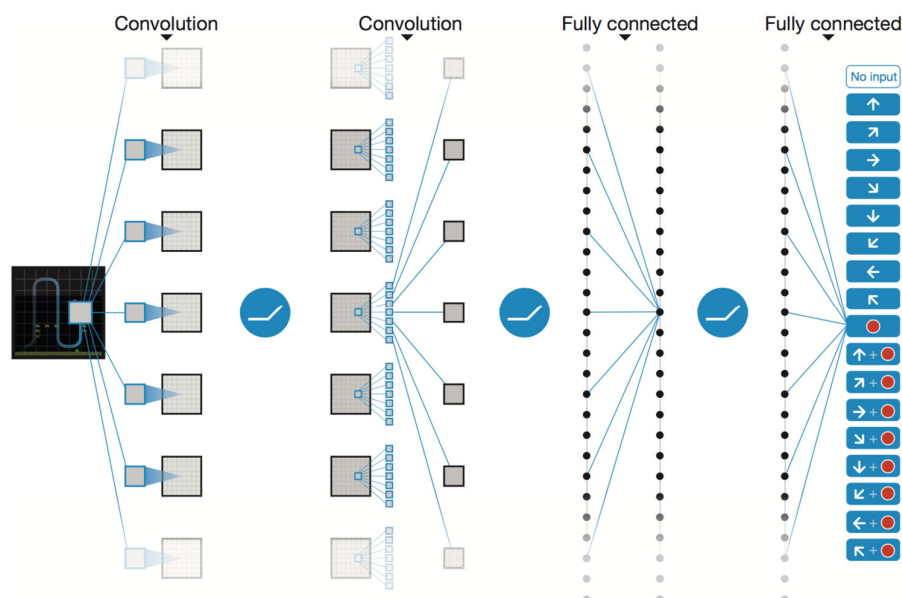 Convolution
Convolution
Fully connected
Fully connected
No input
+
+
+
+
+
+
+
+